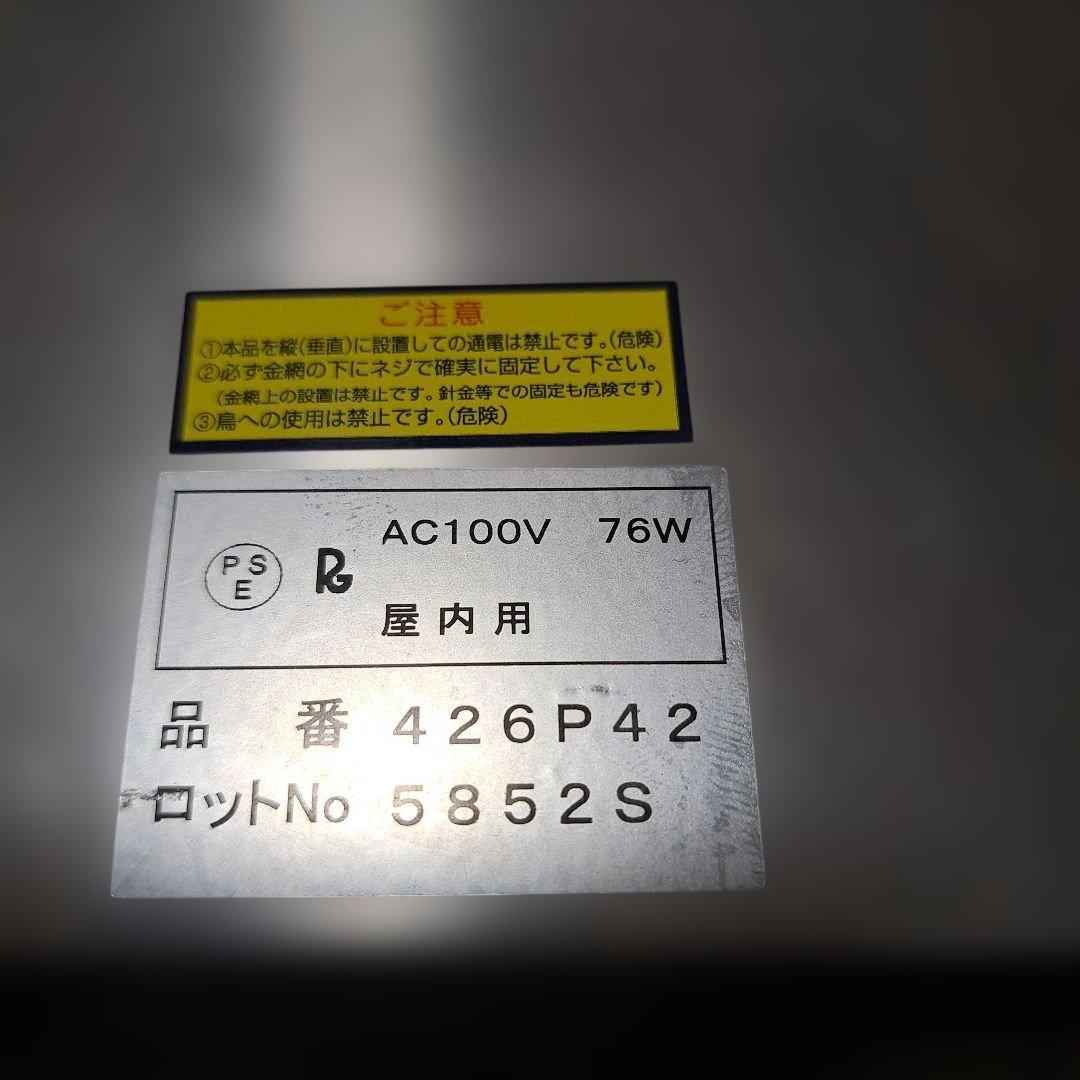 ご注意
①本品を縦(垂直)に設置しての通電は禁止です。(危険)
②必ず金網の下にネジで確実に固定して下さい。
(金網上の設置は禁止です。針金等での固定も危険です)
③鳥への使用は禁止です。(危険)
AC100V 76W
PS
E
屋内用
品 番 426P42
ロットNo 5852S